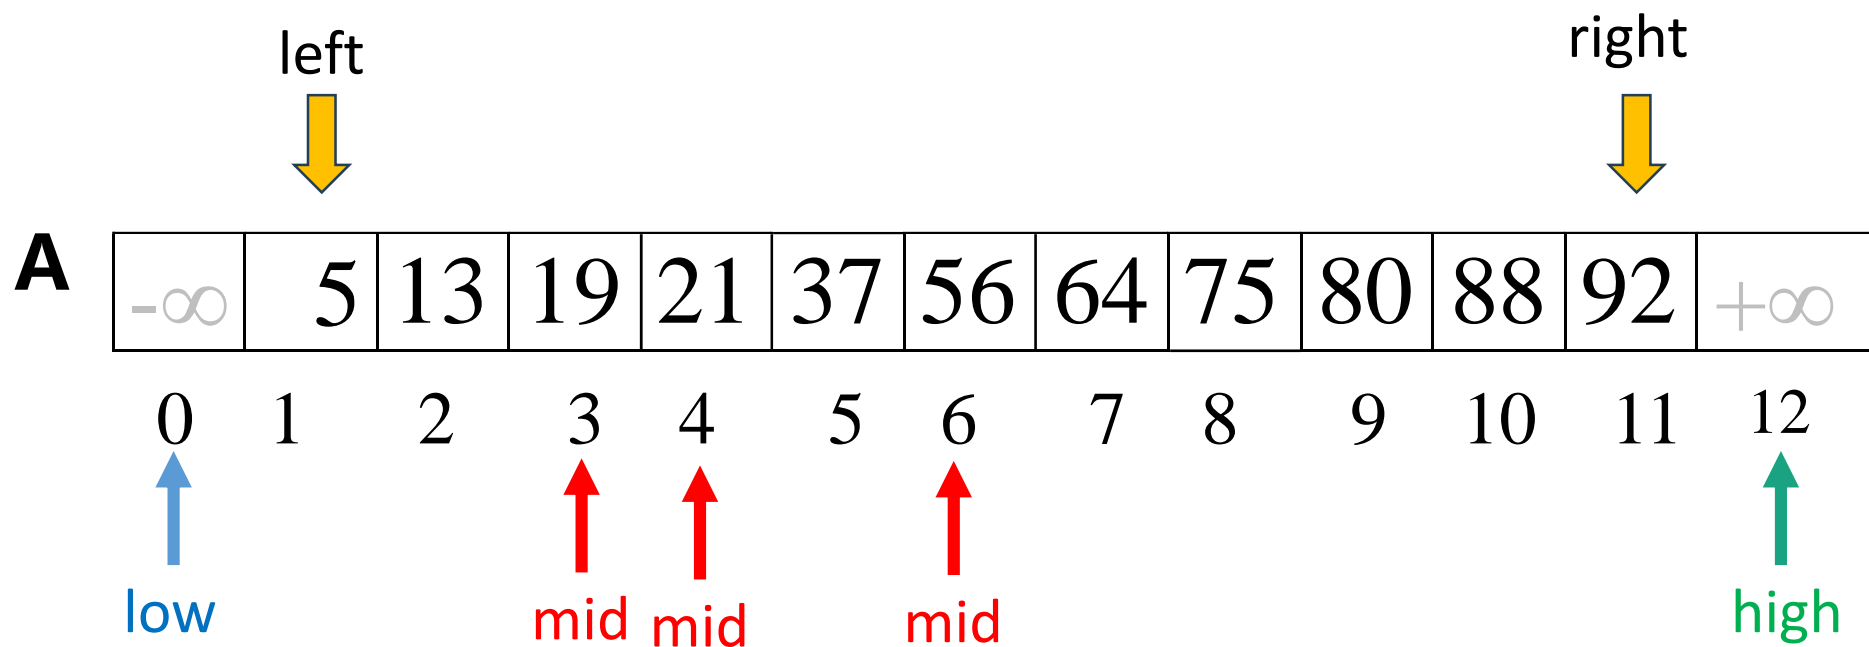 left right
A -∞ 5 13 19 21 37 56 64 75 80 88 92 +∞
0 1 2 3 4 5 6 7 8 9 10 11 12
low mid mid mid high